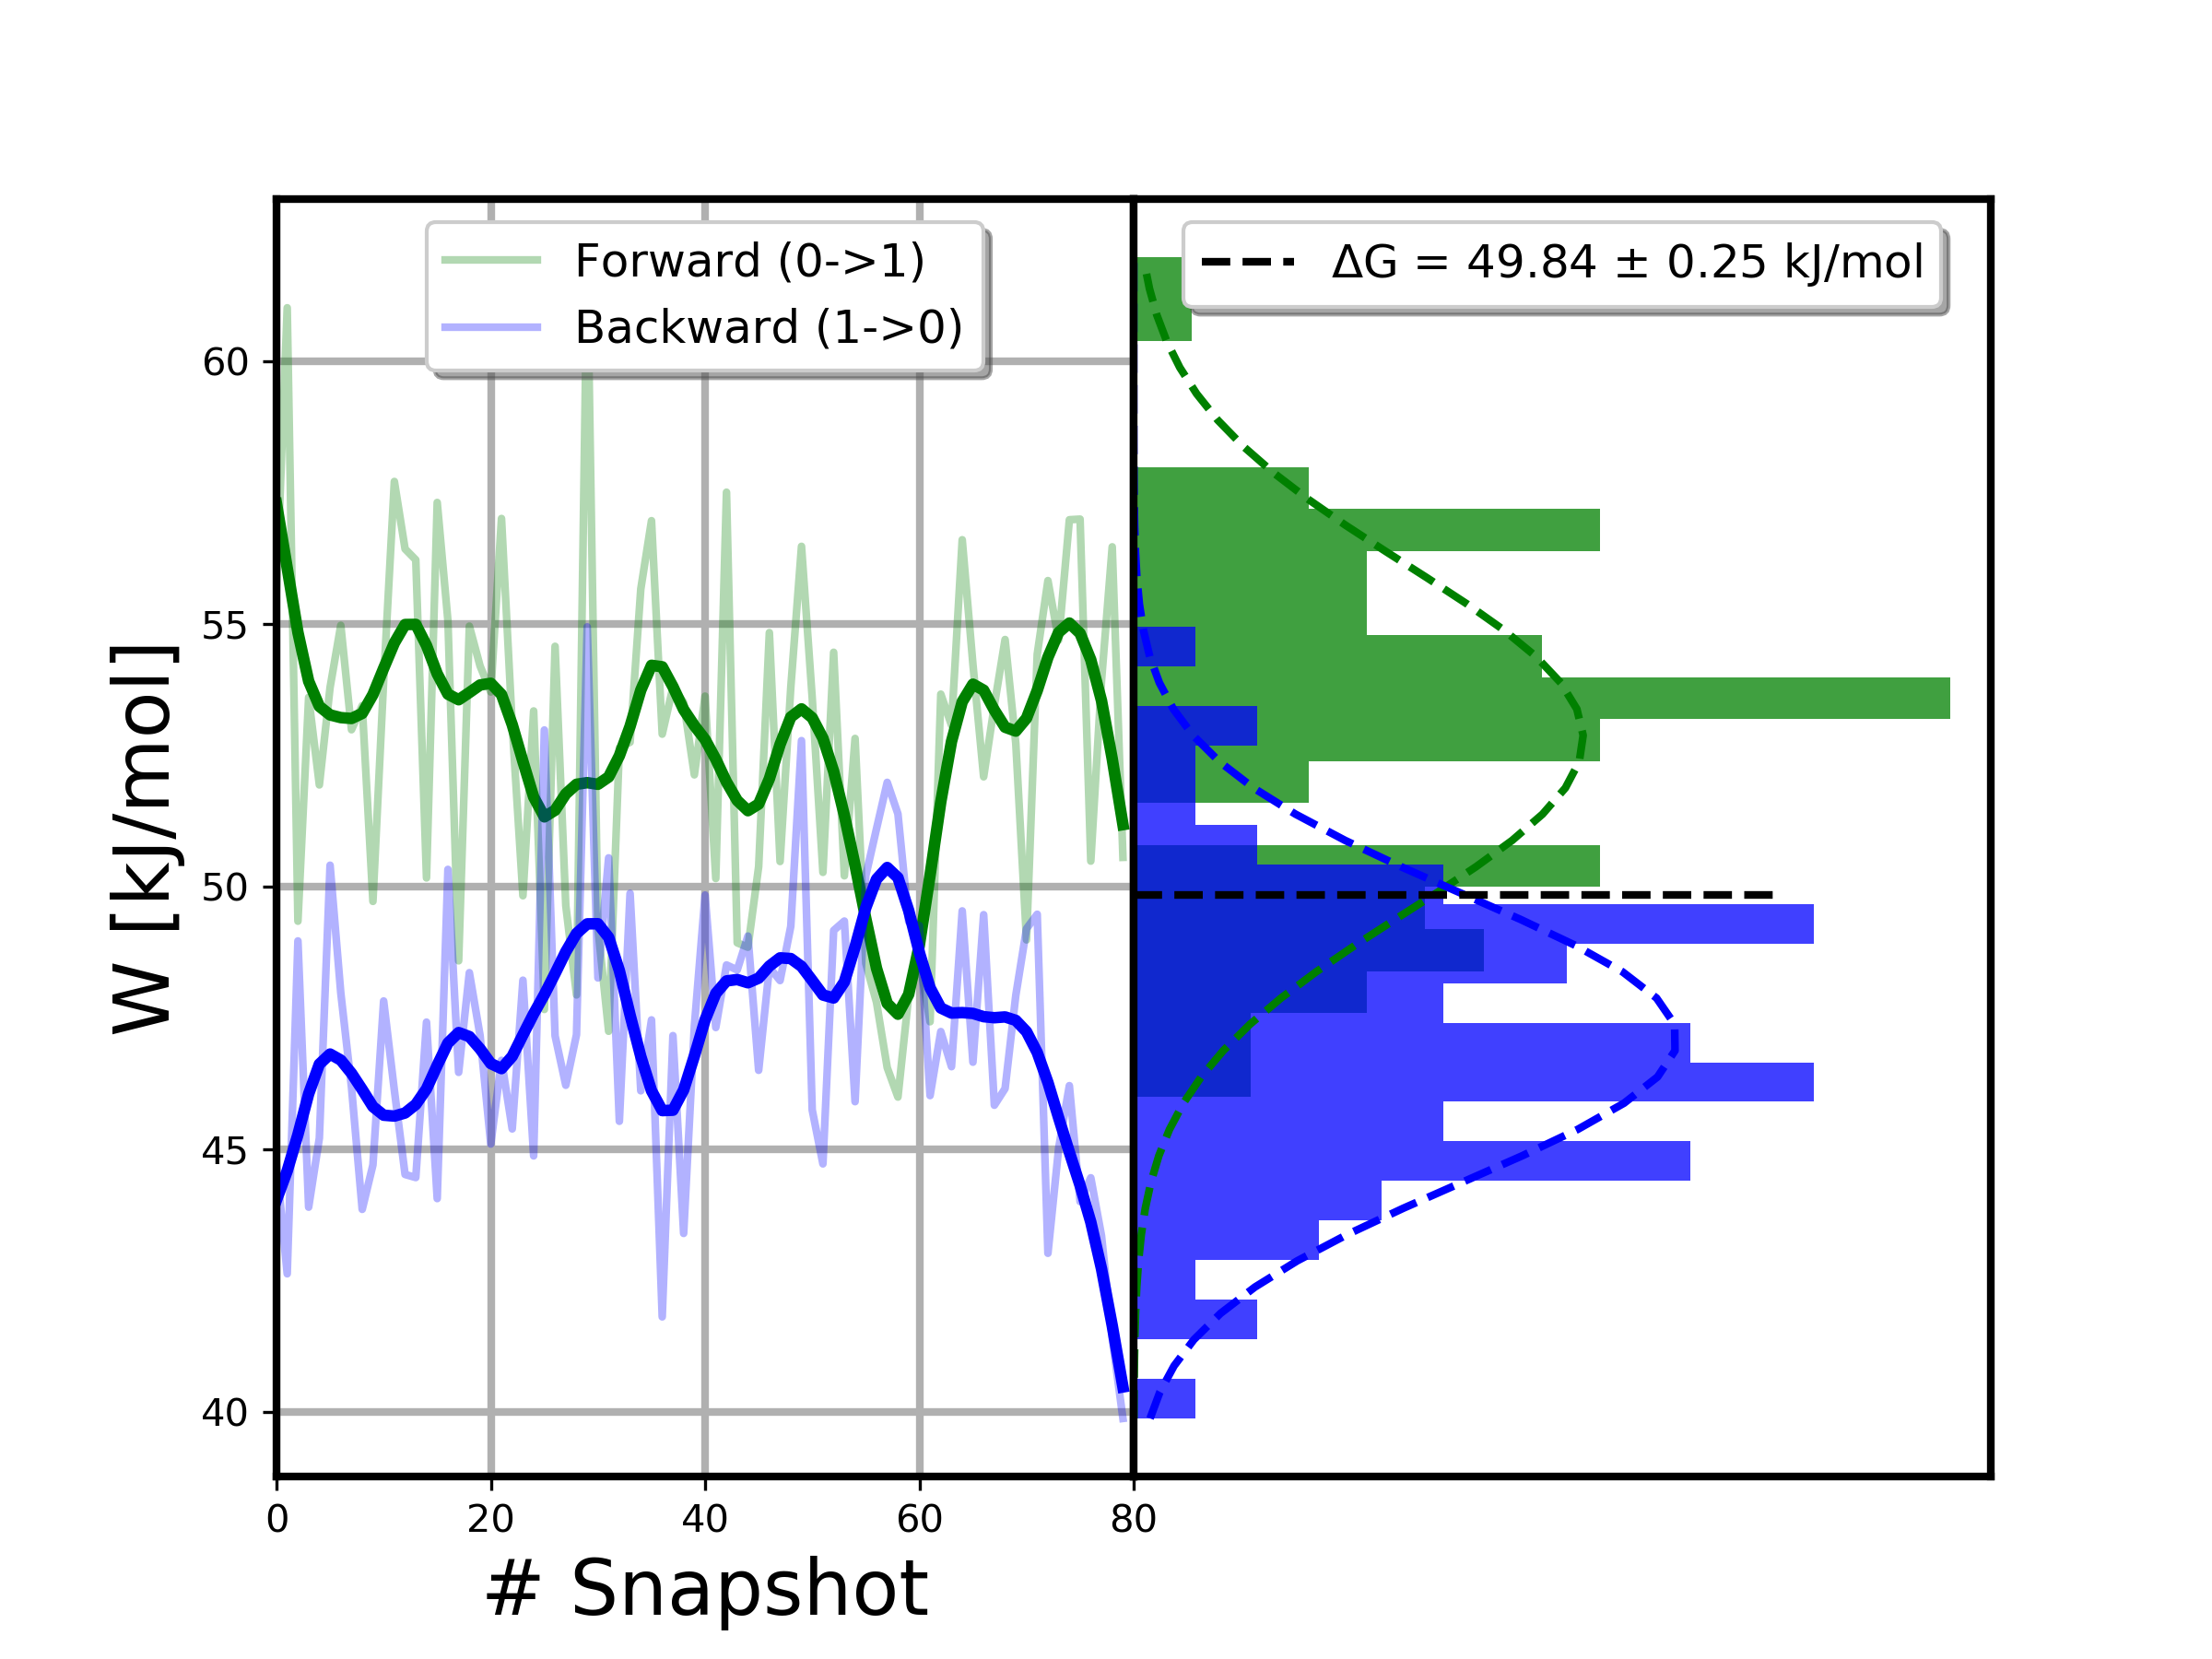 Forward (0->1)
Backward (1->0)
ΔG = 49.84 ± 0.25 kJ/mol
W [kJ/mol]
60
55
50
45
40
0 20 40 60 80
# Snapshot